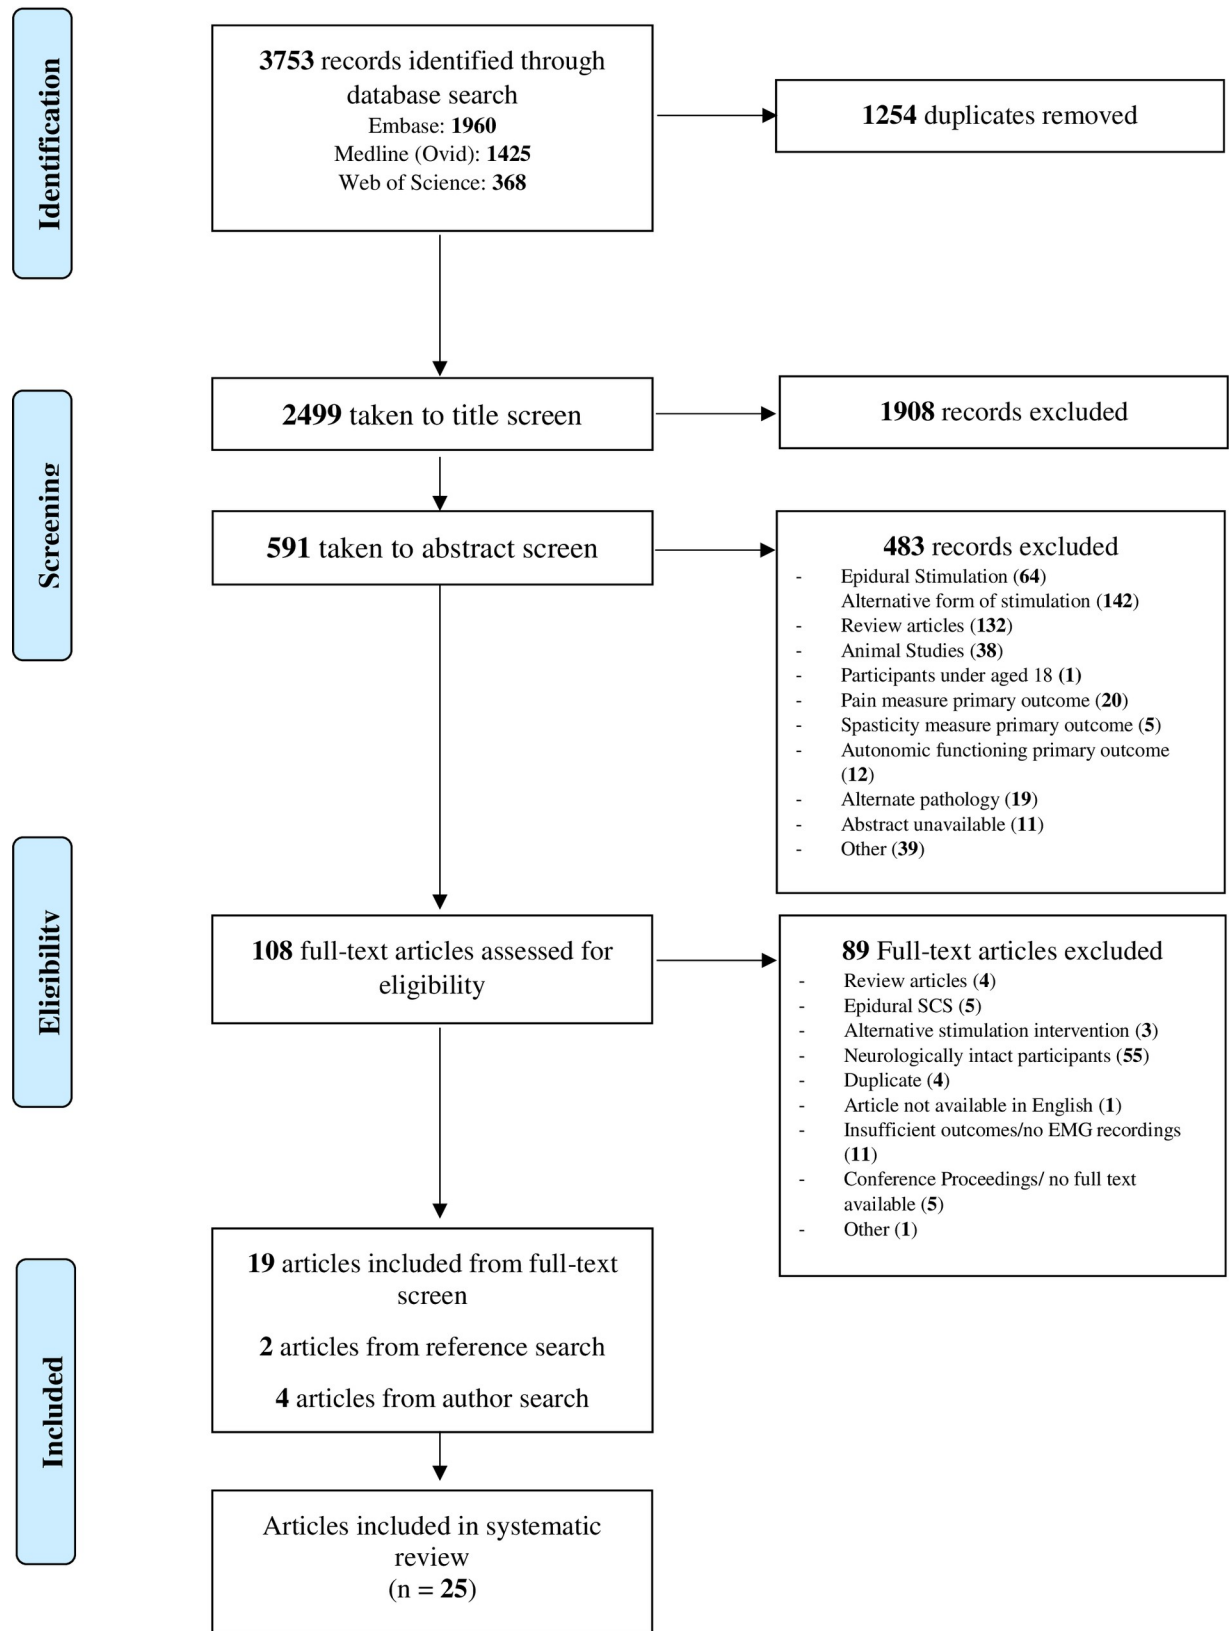 Identification
3753 records identified through
database search
Embase: 1960
Medline (Ovid): 1425
Web of Science: 368
1254 duplicates removed
Screening
2499 taken to title screen
1908 records excluded
591 taken to abstract screen
483 records excluded
- Epidural Stimulation (64)
Alternative form of stimulation (142)
- Review articles (132)
- Animal Studies (38)
- Participants under aged 18 (1)
- Pain measure primary outcome (20)
- Spasticity measure primary outcome (5)
- Autonomic functioning primary outcome
(12)
- Alternate pathology (19)
- Abstract unavailable (11)
- Other (39)
Eligibility
108 full-text articles assessed for
eligibility
89 Full-text articles excluded
- Review articles (4)
- Epidural SCS (5)
- Alternative stimulation intervention (3)
- Neurologically intact participants (55)
- Duplicate (4)
- Article not available in English (1)
- Insufficient outcomes/no EMG recordings
(11)
- Conference Proceedings/ no full text
available (5)
- Other (1)
Included
19 articles included from full-text
screen
2 articles from reference search
4 articles from author search
Articles included in systematic
review
(n = 25)